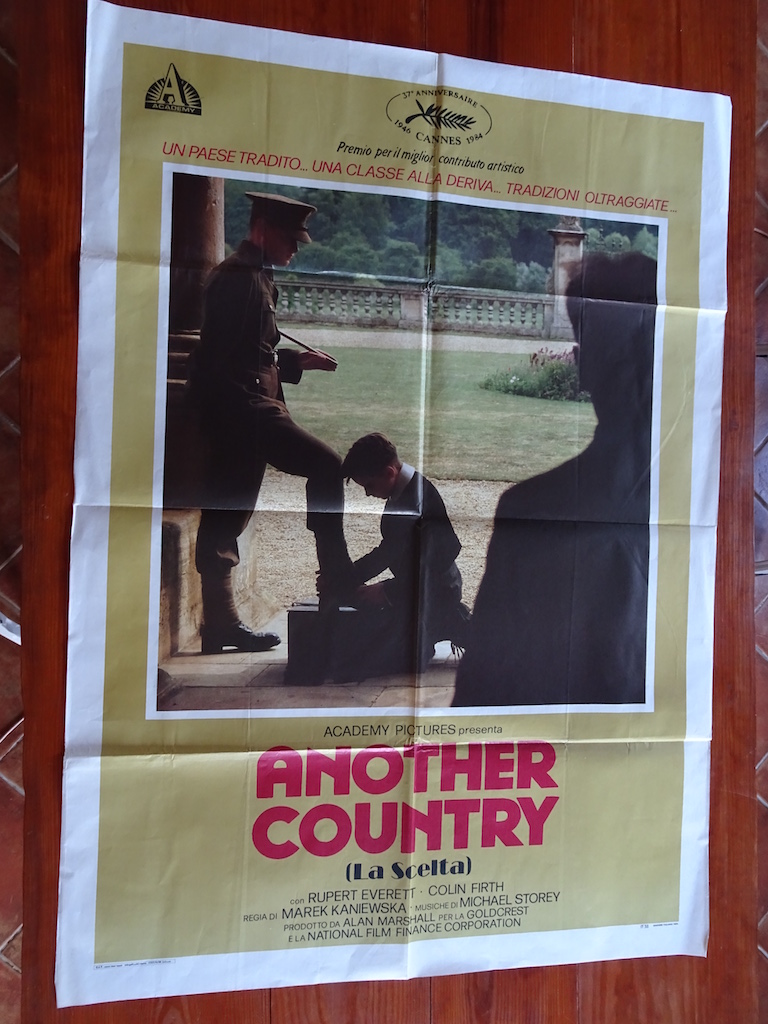 A
ACADEMY
37e ANNIVERSAIRE
1946 CANNES 1984
Premio per il miglior contributo artistico
UN PAESE TRADITO... UNA CLASSE ALLA DERIVA... TRADIZIONI OLTRAGGIATE...
ACADEMY PICTURES presenta
ANOTHER
COUNTRY
(La Scelta)
con RUPERT EVERETT · COLIN FIRTH
REGIA DI MAREK KANIEWSKA · MUSICHE DI MICHAEL STOREY
PRODOTTO DA ALAN MARSHALL PER LA GOLDCREST
E LA NATIONAL FILM FINANCE CORPORATION